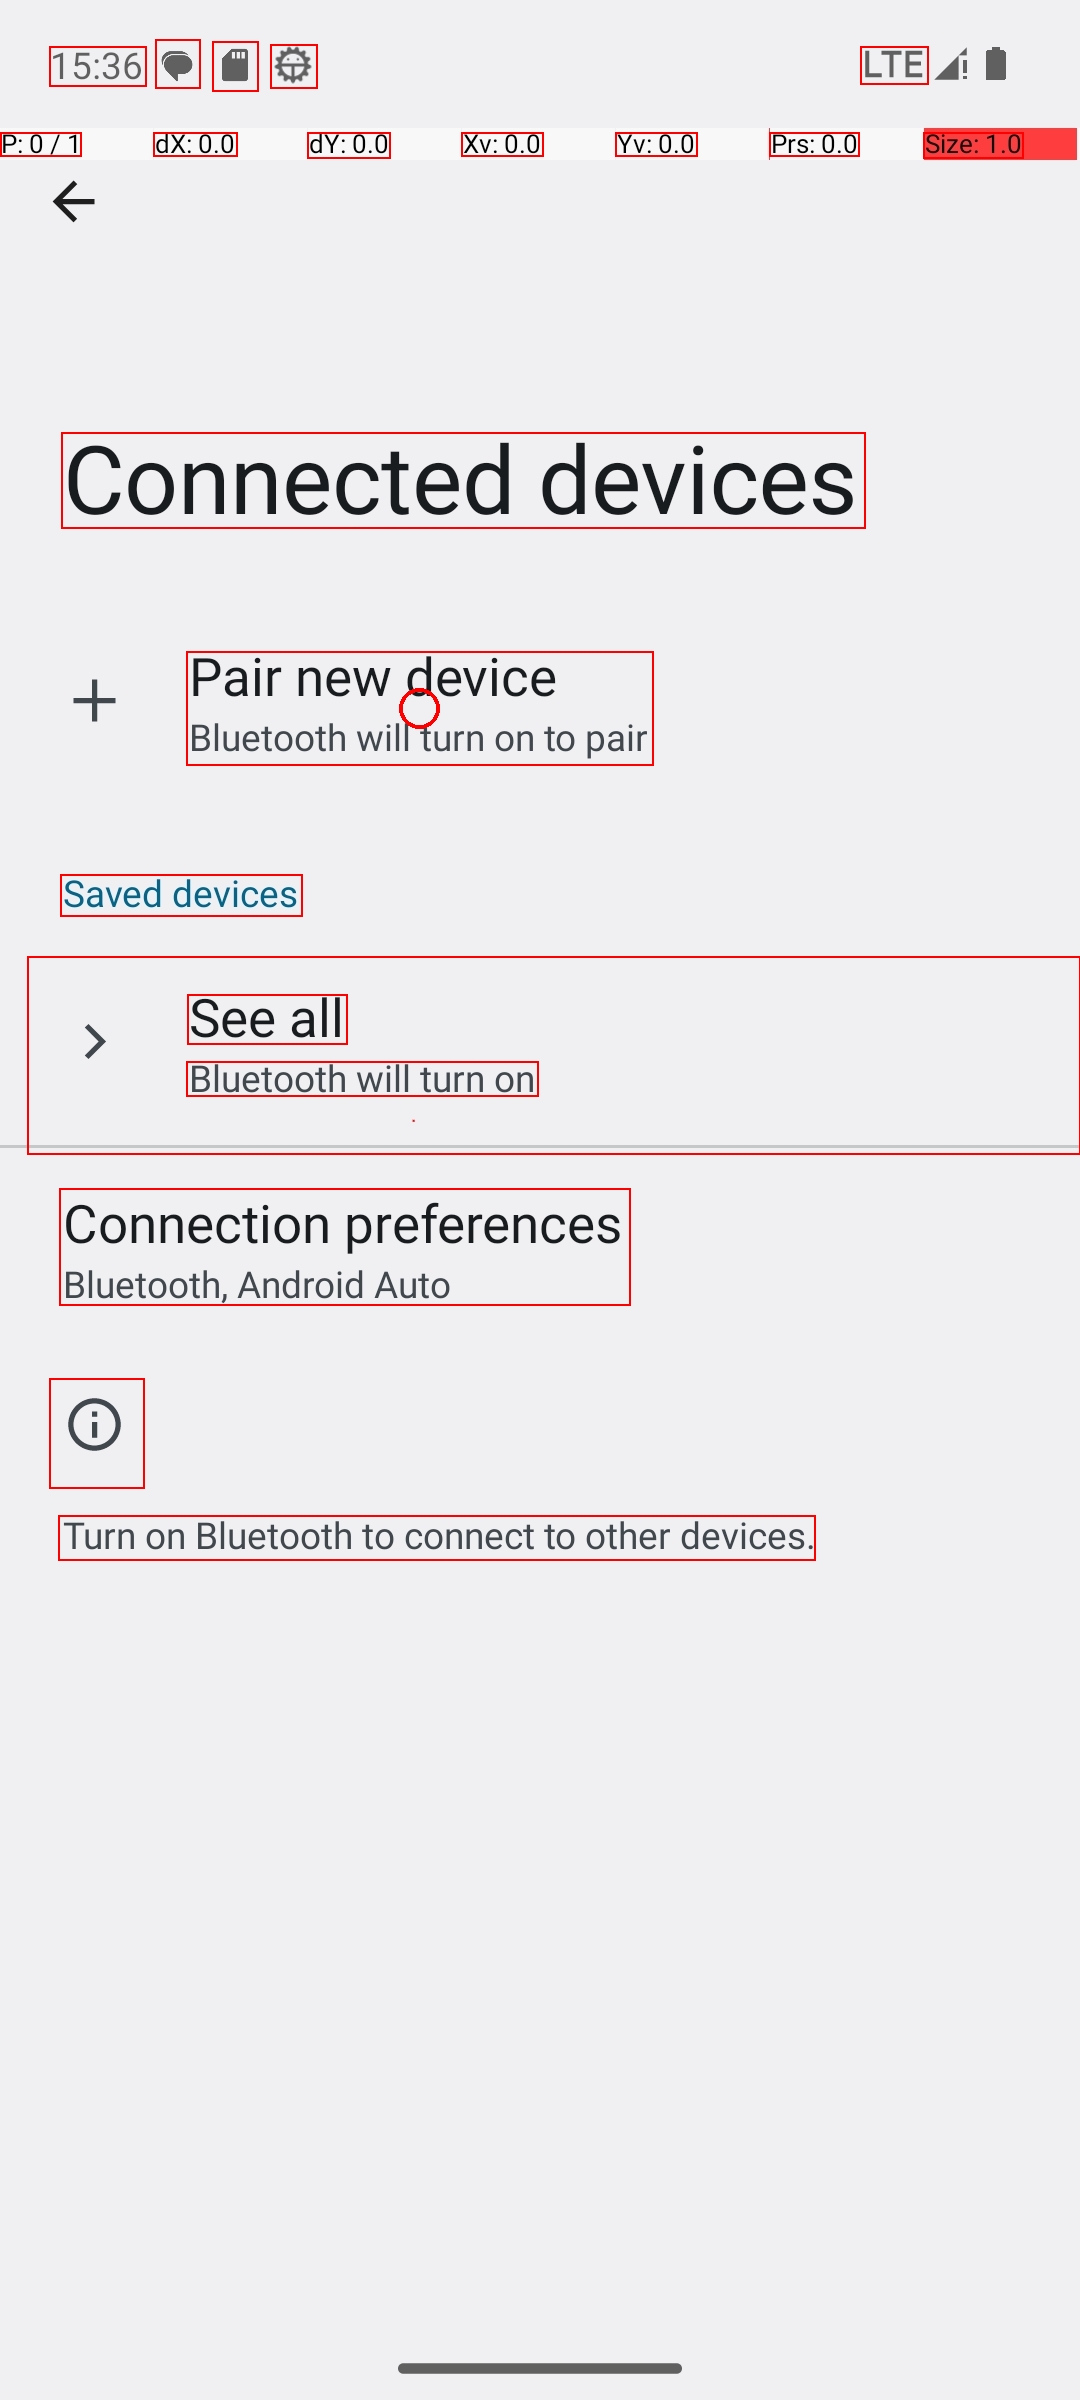 15:36 LTE
P: 0 / 1 dX: 0.0 dY: 0.0 Xv: 0.0 Yv: 0.0 Prs: 0.0 Size: 1.0
Connected devices
Pair new device
Bluetooth will turn on to pair
Saved devices
See all
Bluetooth will turn on
Connection preferences
Bluetooth, Android Auto
Turn on Bluetooth to connect to other devices.